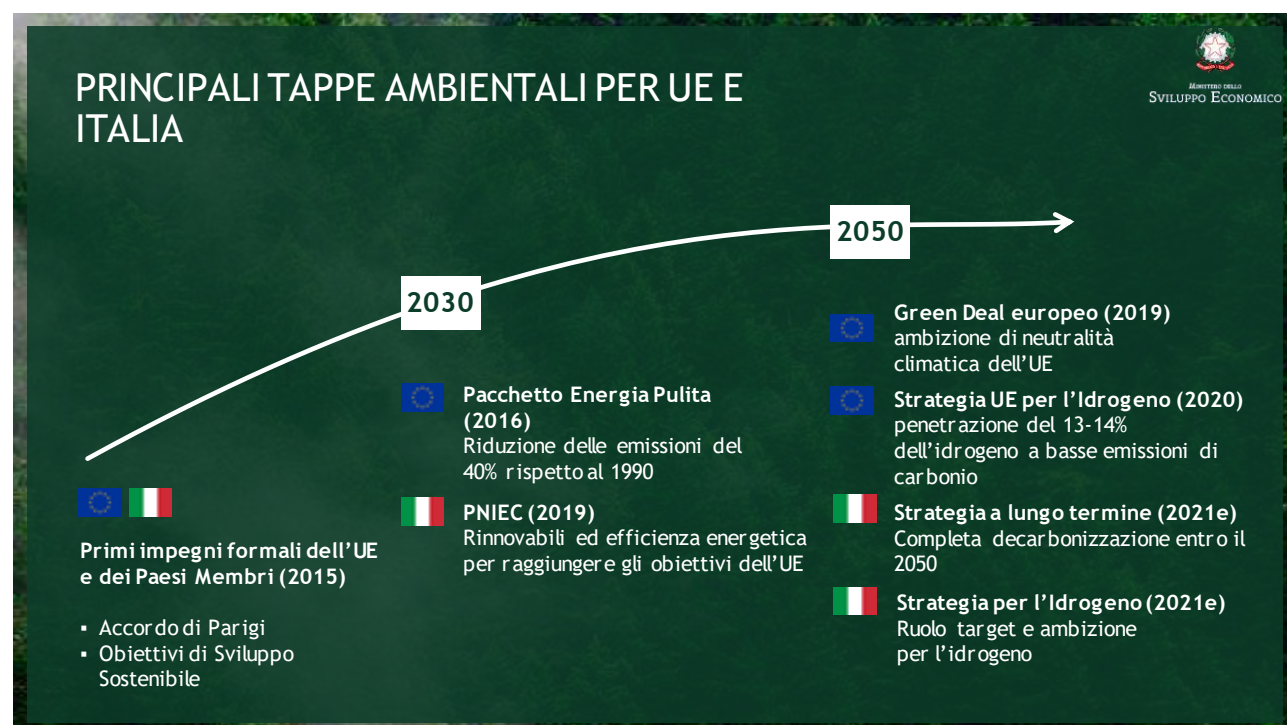 PRINCIPALI TAPPE AMBIENTALI PER UE E
ITALIA
MINISTERO DELLO
SVILUPPO ECONOMICO
2030
2050
Primi impegni formali dell’UE
e dei Paesi Membri (2015)
▪ Accordo di Parigi
▪ Obiettivi di Sviluppo
Sostenibile
Pacchetto Energia Pulita
(2016)
Riduzione delle emissioni del
40% rispetto al 1990
PNIEC (2019)
Rinnovabili ed efficienza energetica
per raggiungere gli obiettivi dell’UE
Green Deal europeo (2019)
ambizione di neutralità
climatica dell’UE
Strategia UE per l’Idrogeno (2020)
penetrazione del 13-14%
dell’idrogeno a basse emissioni di
carbonio
Strategia a lungo termine (2021e)
Completa decarbonizzazione entro il
2050
Strategia per l’Idrogeno (2021e)
Ruolo target e ambizione
per l’idrogeno